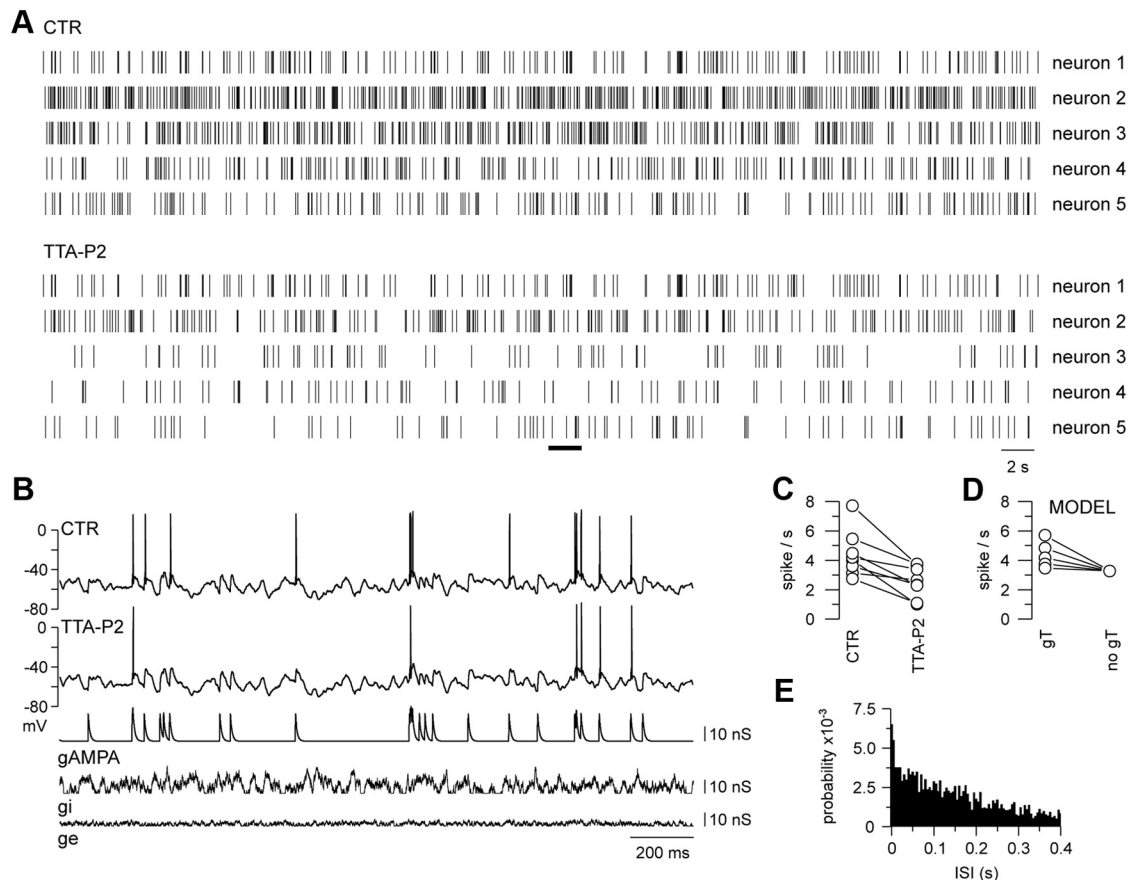 A
CTR
neuron 1
neuron 2
neuron 3
neuron 4
neuron 5
TTA-P2
neuron 1
neuron 2
neuron 3
neuron 4
neuron 5
2 s
B
CTR
0
-40
-80
TTA-P2
0
-40
-80
mV
10 nS
gAMPA
10 nS
gi
10 nS
ge
200 ms
C
spike / s
8
6
4
2
0
CTR
TTA-P2
D
MODEL
spike / s
8
6
4
2
0
gT
no gT
E
probability x10-3
7.5
5.0
2.5
0
0 0.1 0.2 0.3 0.4
ISI (s)